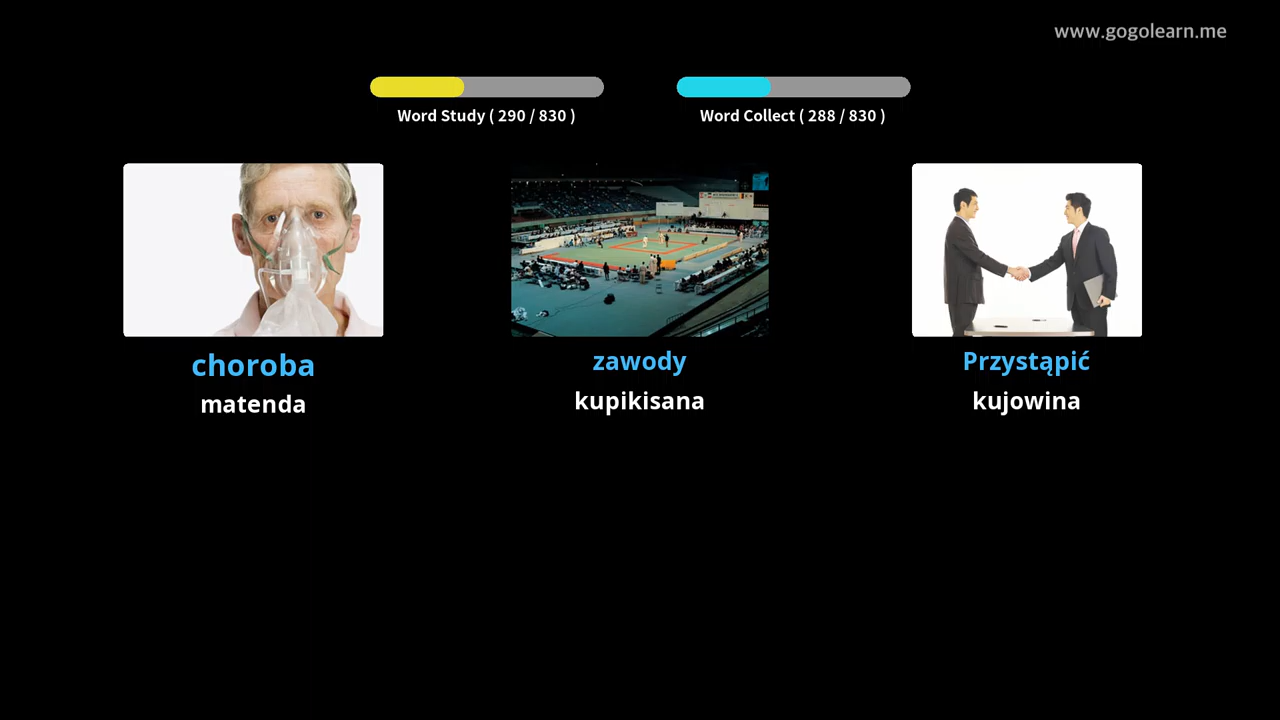 www.gogolearn.me
Word Study ( 290 / 830 )
Word Collect ( 288 / 830 )
choroba
zawody
Przystąpić
matenda
kupikisana
kujowina